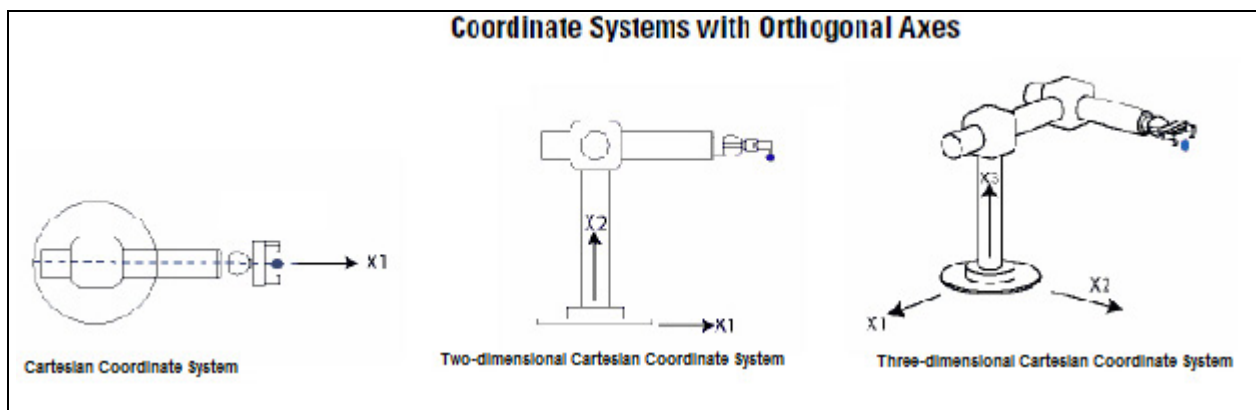 Coordinate Systems with Orthogonal Axes
X1
Cartesian Coordinate System
X2
X1
Two-dimensional Cartesian Coordinate System
X3
X2
X1
Three-dimensional Cartesian Coordinate System